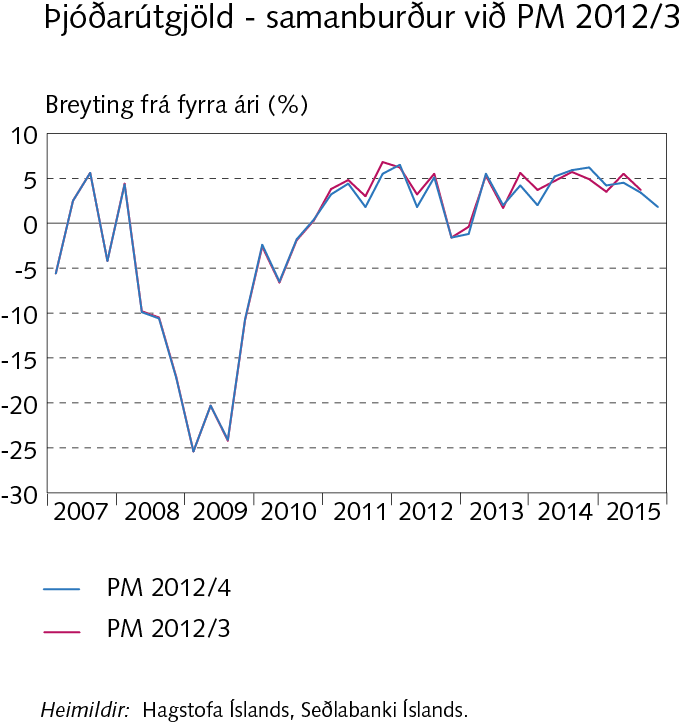 Þjóðarútgjöld - samanburður við PM 2012/3
Breyting frá fyrra ári (%)
10
5
0
-5
-10
-15
-20
-25
-30
2007 2008 2009 2010 2011 2012 2013 2014 2015
PM 2012/4
PM 2012/3
Heimildir: Hagstofa Íslands, Seðlabanki Íslands.